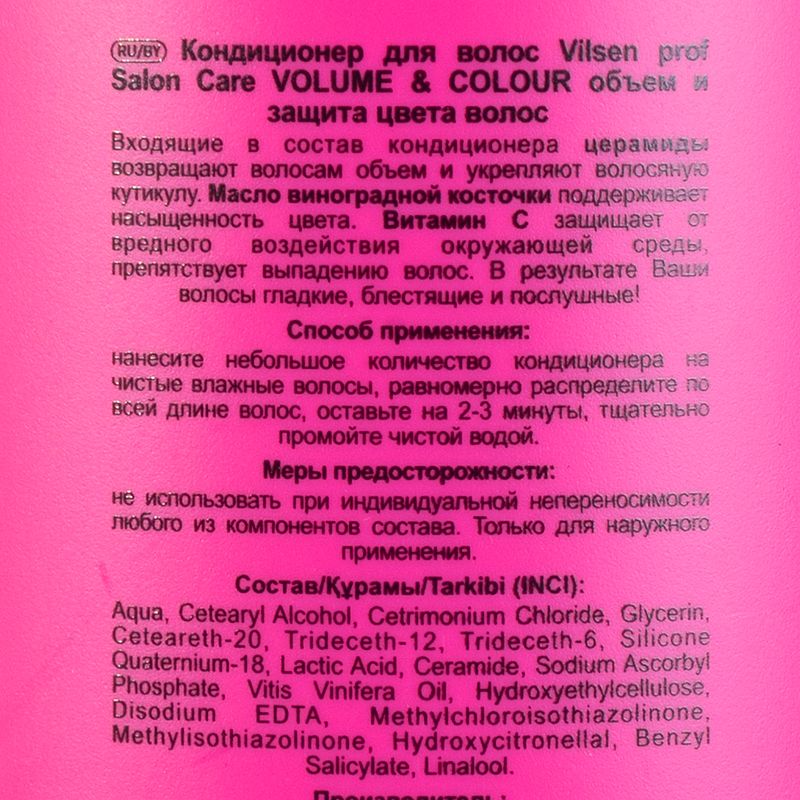 RU/BY Кондиционер для волос Vilsen prof
Salon Care VOLUME & COLOUR объем и
защита цвета волос
Входящие в состав кондиционера церамиды
возвращают волосам объем и укрепляют волосяную
кутикулу. Масло виноградной косточки поддерживает
насыщенность цвета. Витамин С защищает от
вредного воздействия окружающей среды,
препятствует выпадению волос. В результате Ваши
волосы гладкие, блестящие и послушные!
Способ применения:
нанесите небольшое количество кондиционера на
чистые влажные волосы, равномерно распределите по
всей длине волос, оставьте на 2-3 минуты, тщательно
промойте чистой водой.
Меры предосторожности:
не использовать при индивидуальной непереносимости
любого из компонентов состава. Только для наружного
применения.
Состав/Құрамы/Tarkibi (INCI):
Aqua, Cetearyl Alcohol, Cetrimonium Chloride, Glycerin,
Ceteareth-20, Trideceth-12, Trideceth-6, Silicone
Quaternium-18, Lactic Acid, Ceramide, Sodium Ascorbyl
Phosphate, Vitis Vinifera Oil, Hydroxyethylcellulose,
Disodium EDTA, Methylchloroisothiazolinone,
Methylisothiazolinone, Hydroxycitronellal, Benzyl
Salicylate, Linalool.
Производитель: